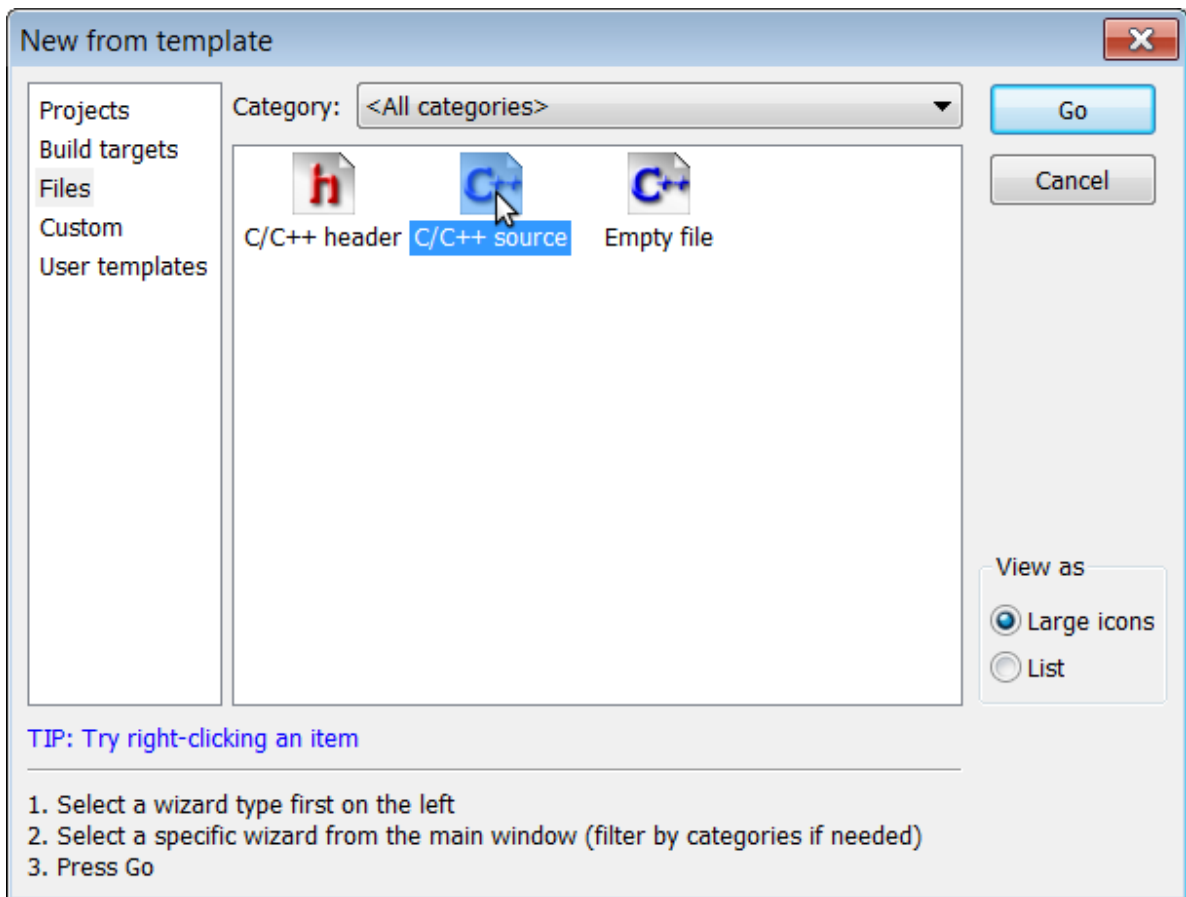 New from template
Projects
Build targets
Files
Custom
User templates
Category: <All categories>
h
C++
C++
C/C++ header
C/C++ source
Empty file
Go
Cancel
View as
Large icons
List
TIP: Try right-clicking an item
1. Select a wizard type first on the left
2. Select a specific wizard from the main window (filter by categories if needed)
3. Press Go